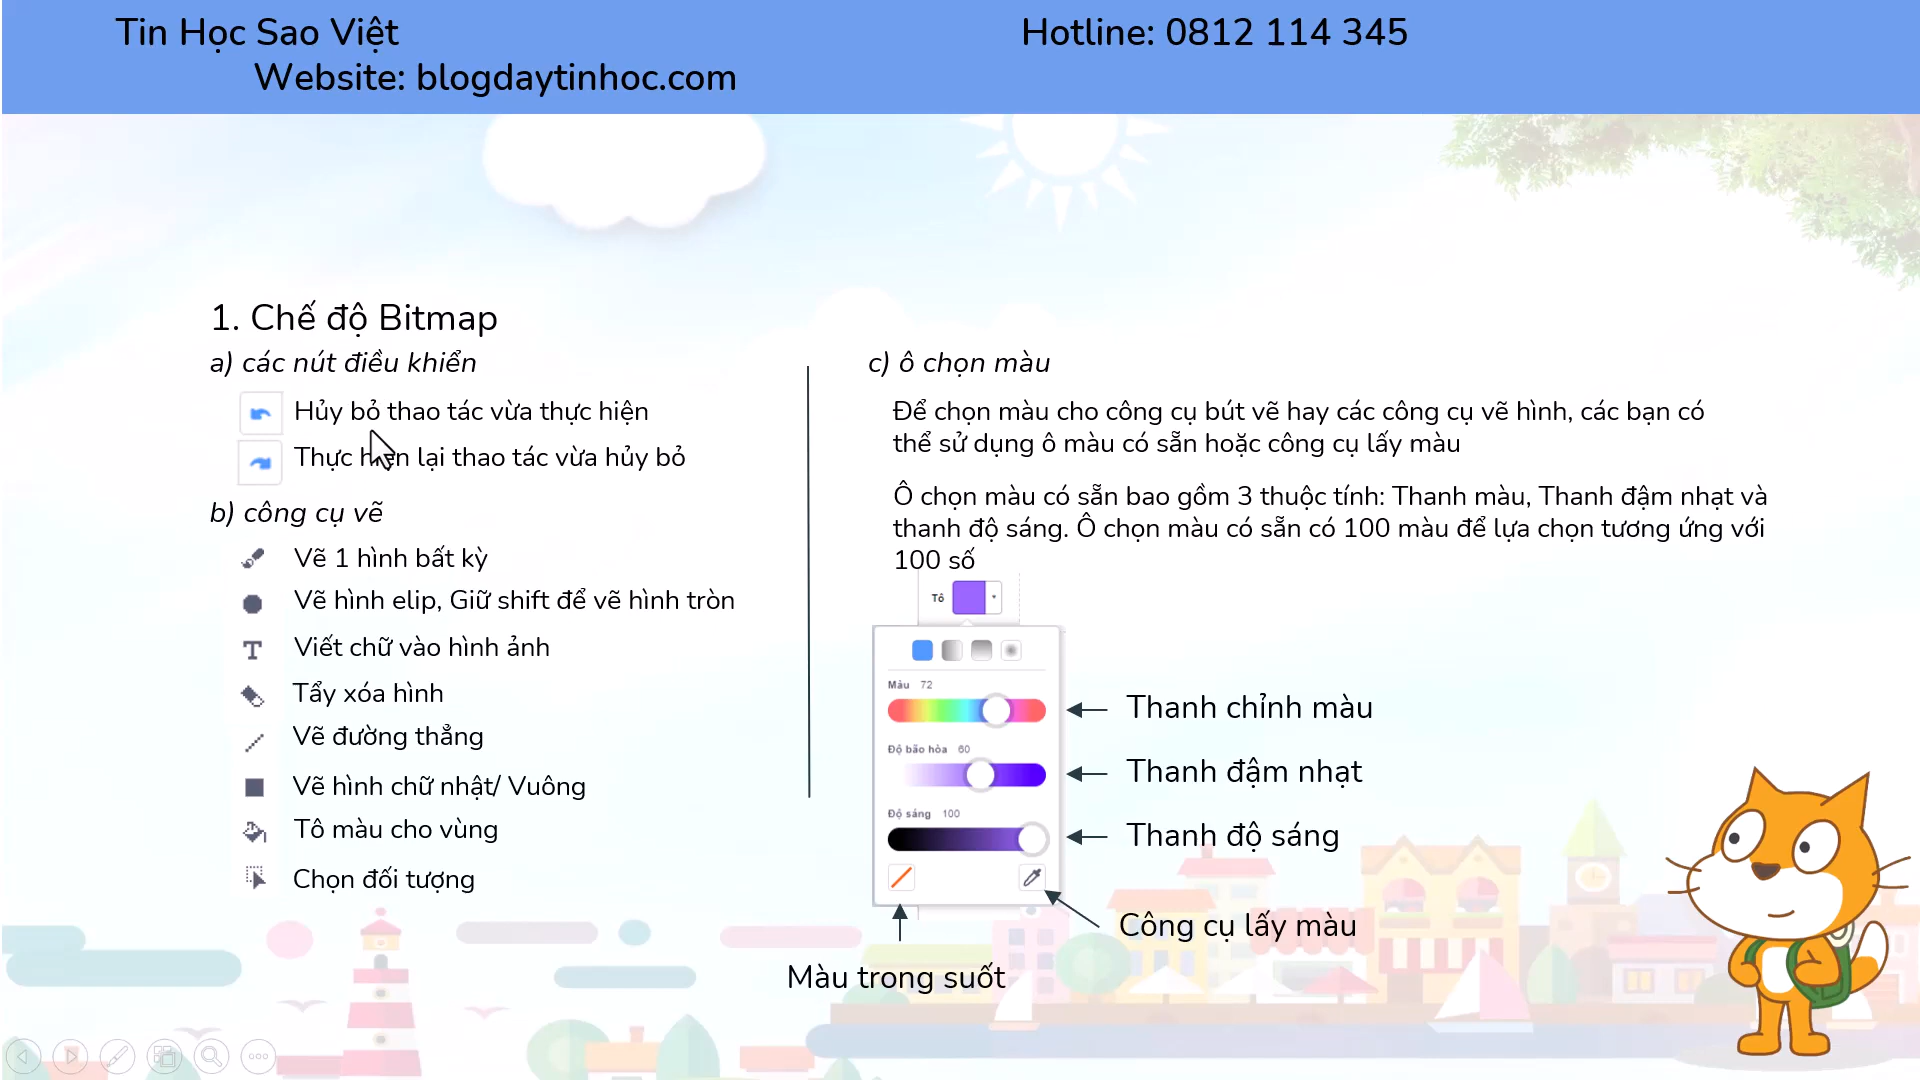 Tin Học Sao Việt
Hotline: 0812 114 345
Website: blogdaytinhoc.com
1. Chế độ Bitmap
a) các nút điều khiển
Hủy bỏ thao tác vừa thực hiện
Thực hiện lại thao tác vừa hủy bỏ
b) công cụ vẽ
Vẽ 1 hình bất kỳ
Vẽ hình elip, Giữ shift để vẽ hình tròn
Viết chữ vào hình ảnh
Tẩy xóa hình
Vẽ đường thẳng
Vẽ hình chữ nhật/ Vuông
Tô màu cho vùng
Chọn đối tượng
c) ô chọn màu
Để chọn màu cho công cụ bút vẽ hay các công cụ vẽ hình, các bạn có
thể sử dụng ô màu có sẵn hoặc công cụ lấy màu
Ô chọn màu có sẵn bao gồm 3 thuộc tính: Thanh màu, Thanh đậm nhạt và
thanh độ sáng. Ô chọn màu có sẵn có 100 màu để lựa chọn tương ứng với
100 số
Tô
Màu 72
Thanh chỉnh màu
Độ bão hòa 60
Thanh đậm nhạt
Độ sáng 100
Thanh độ sáng
Công cụ lấy màu
Màu trong suốt